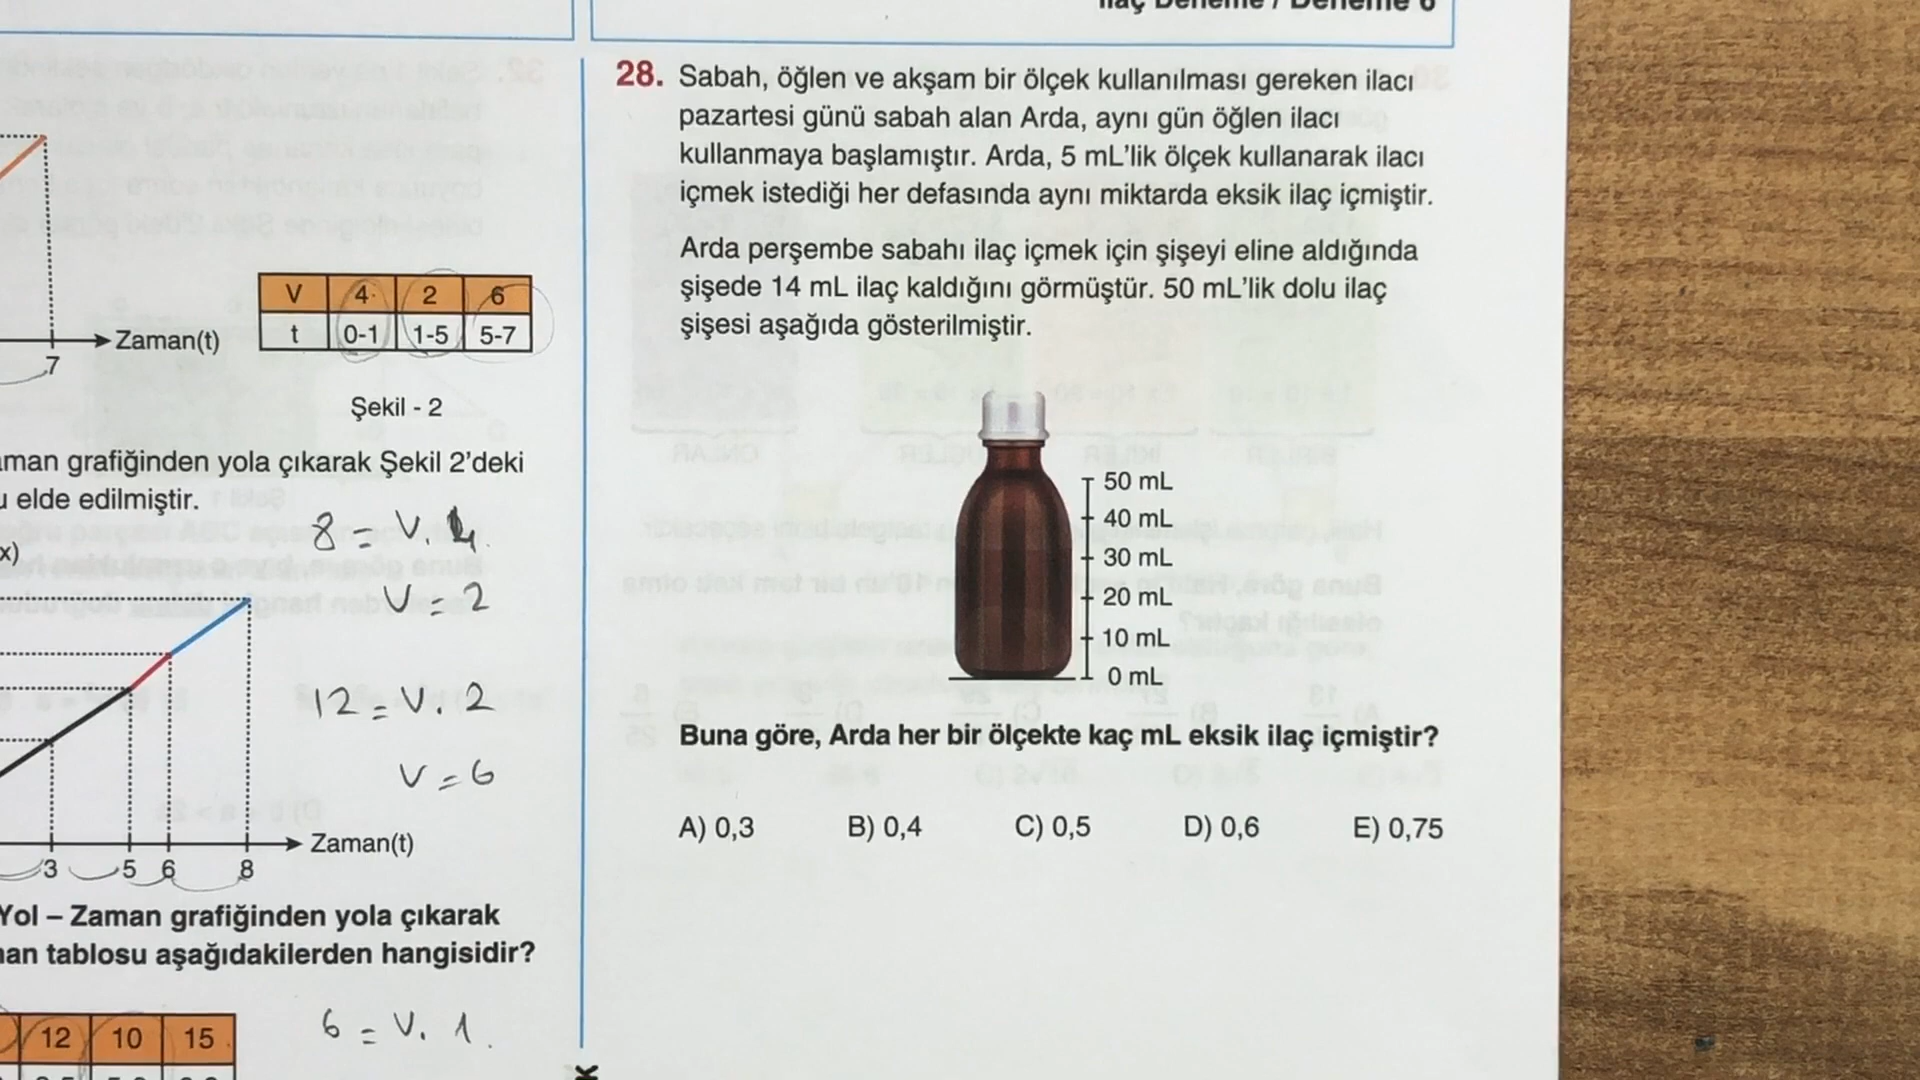 28. Sabah, öğlen ve akşam bir ölçek kullanılması gereken ilacı
pazartesi günü sabah alan Arda, aynı gün öğlen ilacı
kullanmaya başlamıştır. Arda, 5 mL'lik ölçek kullanarak ilacı
içmek istediği her defasında aynı miktarda eksik ilaç içmiştir.
Arda perşembe sabahı ilaç içmek için şişeyi eline aldığında
şişede 14 mL ilaç kaldığını görmüştür. 50 mL'lik dolu ilaç
şişesi aşağıda gösterilmiştir.
50 mL
40 mL
30 mL
20 mL
10 mL
0 mL
Buna göre, Arda her bir ölçekte kaç mL eksik ilaç içmiştir?
A) 0,3 B) 0,4 C) 0,5 D) 0,6 E) 0,75
Zaman(t)
7
V 4 2 6
t 0-1 1-5 5-7
Şekil - 2
grafiğinden yola çıkarak Şekil 2'deki
elde edilmiştir.
8 = V.
V = 2
12 = V. 2
V = 6
Zaman(t)
3 5 6 8
Yol – Zaman grafiğinden yola çıkarak
tablosu aşağıdakilerden hangisidir?
12 10 15
6 = V. 1